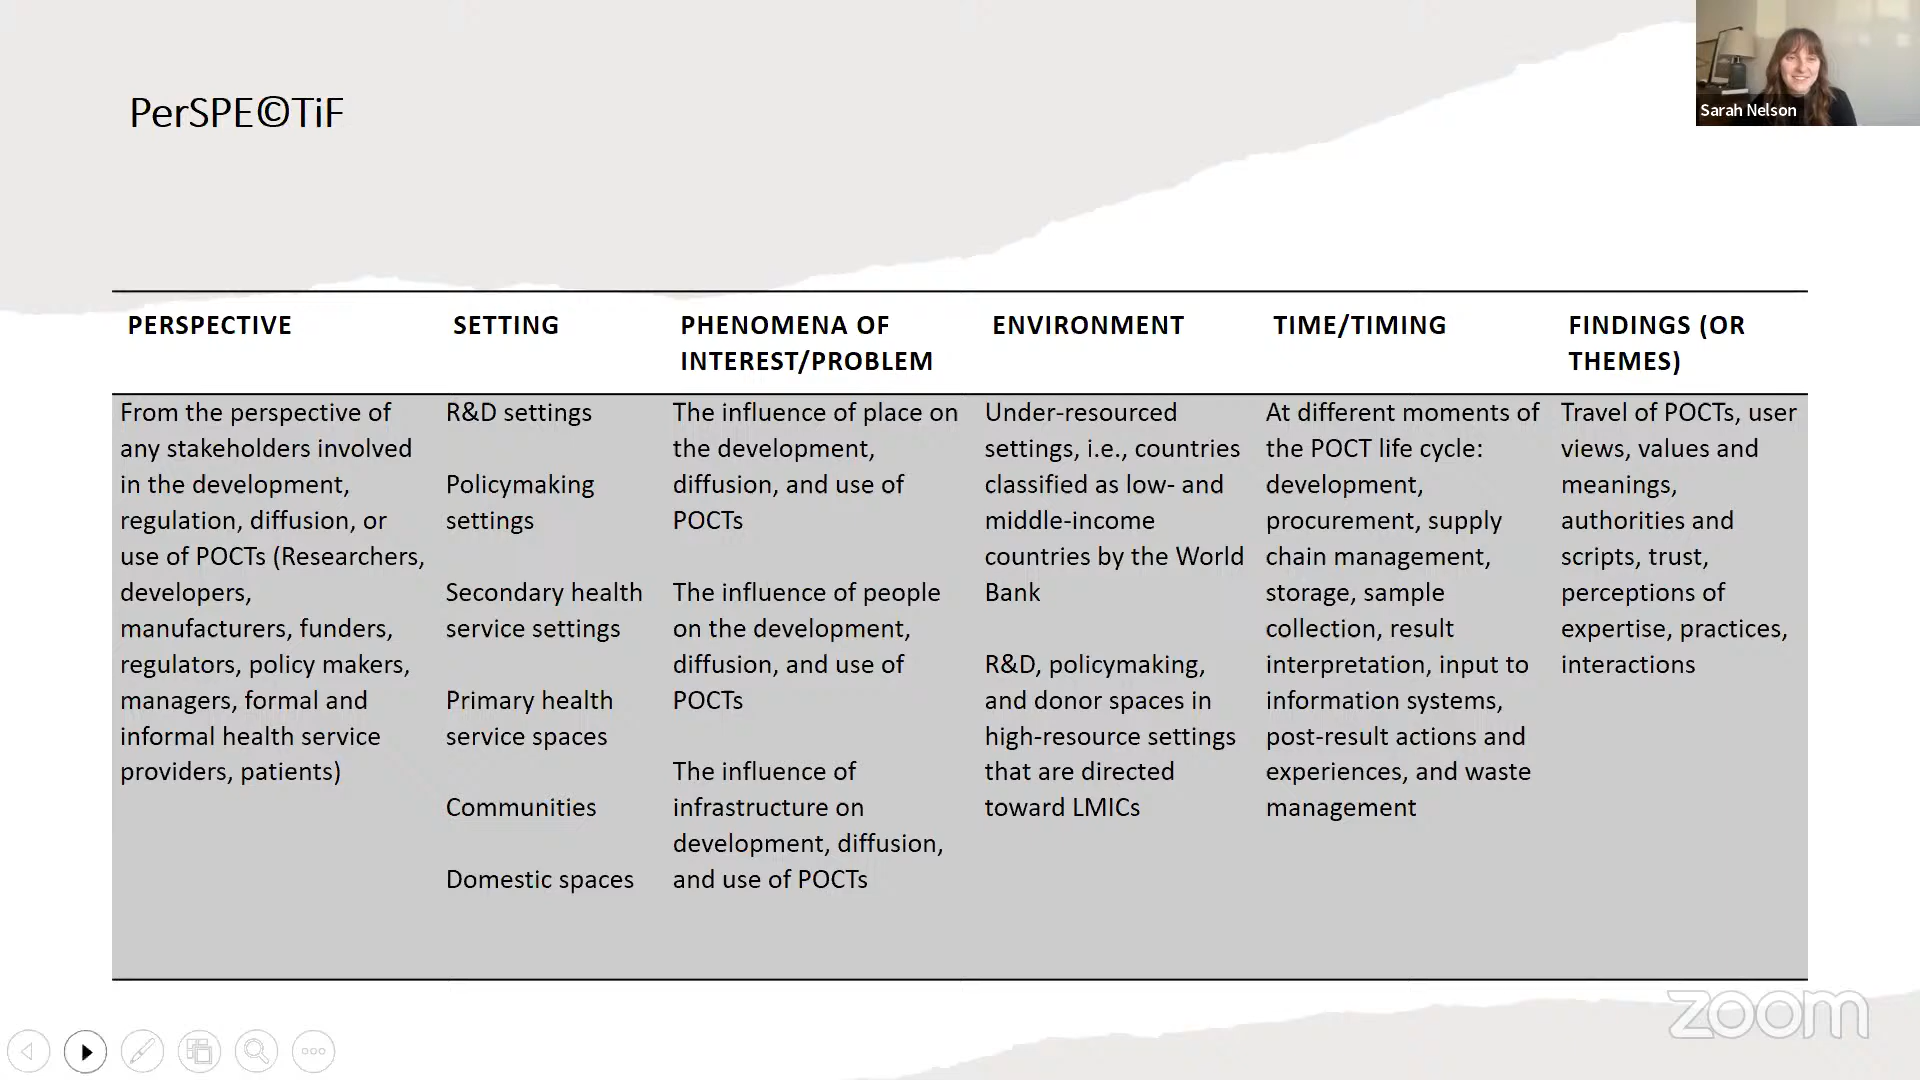 PerSPE©TiF
Sarah Nelson
PERSPECTIVE
SETTING
PHENOMENA OF
INTEREST/PROBLEM
ENVIRONMENT
TIME/TIMING
FINDINGS (OR
THEMES)
From the perspective of
any stakeholders involved
in the development,
regulation, diffusion, or
use of POCTs (Researchers,
developers,
manufacturers, funders,
regulators, policy makers,
managers, formal and
informal health service
providers, patients)
R&D settings
Policymaking
settings
Secondary health
service settings
Primary health
service spaces
Communities
Domestic spaces
The influence of place on
the development,
diffusion, and use of
POCTs
The influence of people
on the development,
diffusion, and use of
POCTs
The influence of
infrastructure on
development, diffusion,
and use of POCTs
Under-resourced
settings, i.e., countries
classified as low- and
middle-income
countries by the World
Bank
R&D, policymaking,
and donor spaces in
high-resource settings
that are directed
toward LMICs
At different moments of
the POCT life cycle:
development,
procurement, supply
chain management,
storage, sample
collection, result
interpretation, input to
information systems,
post-result actions and
experiences, and waste
management
Travel of POCTs, user
views, values and
meanings,
authorities and
scripts, trust,
perceptions of
expertise, practices,
interactions
zoom